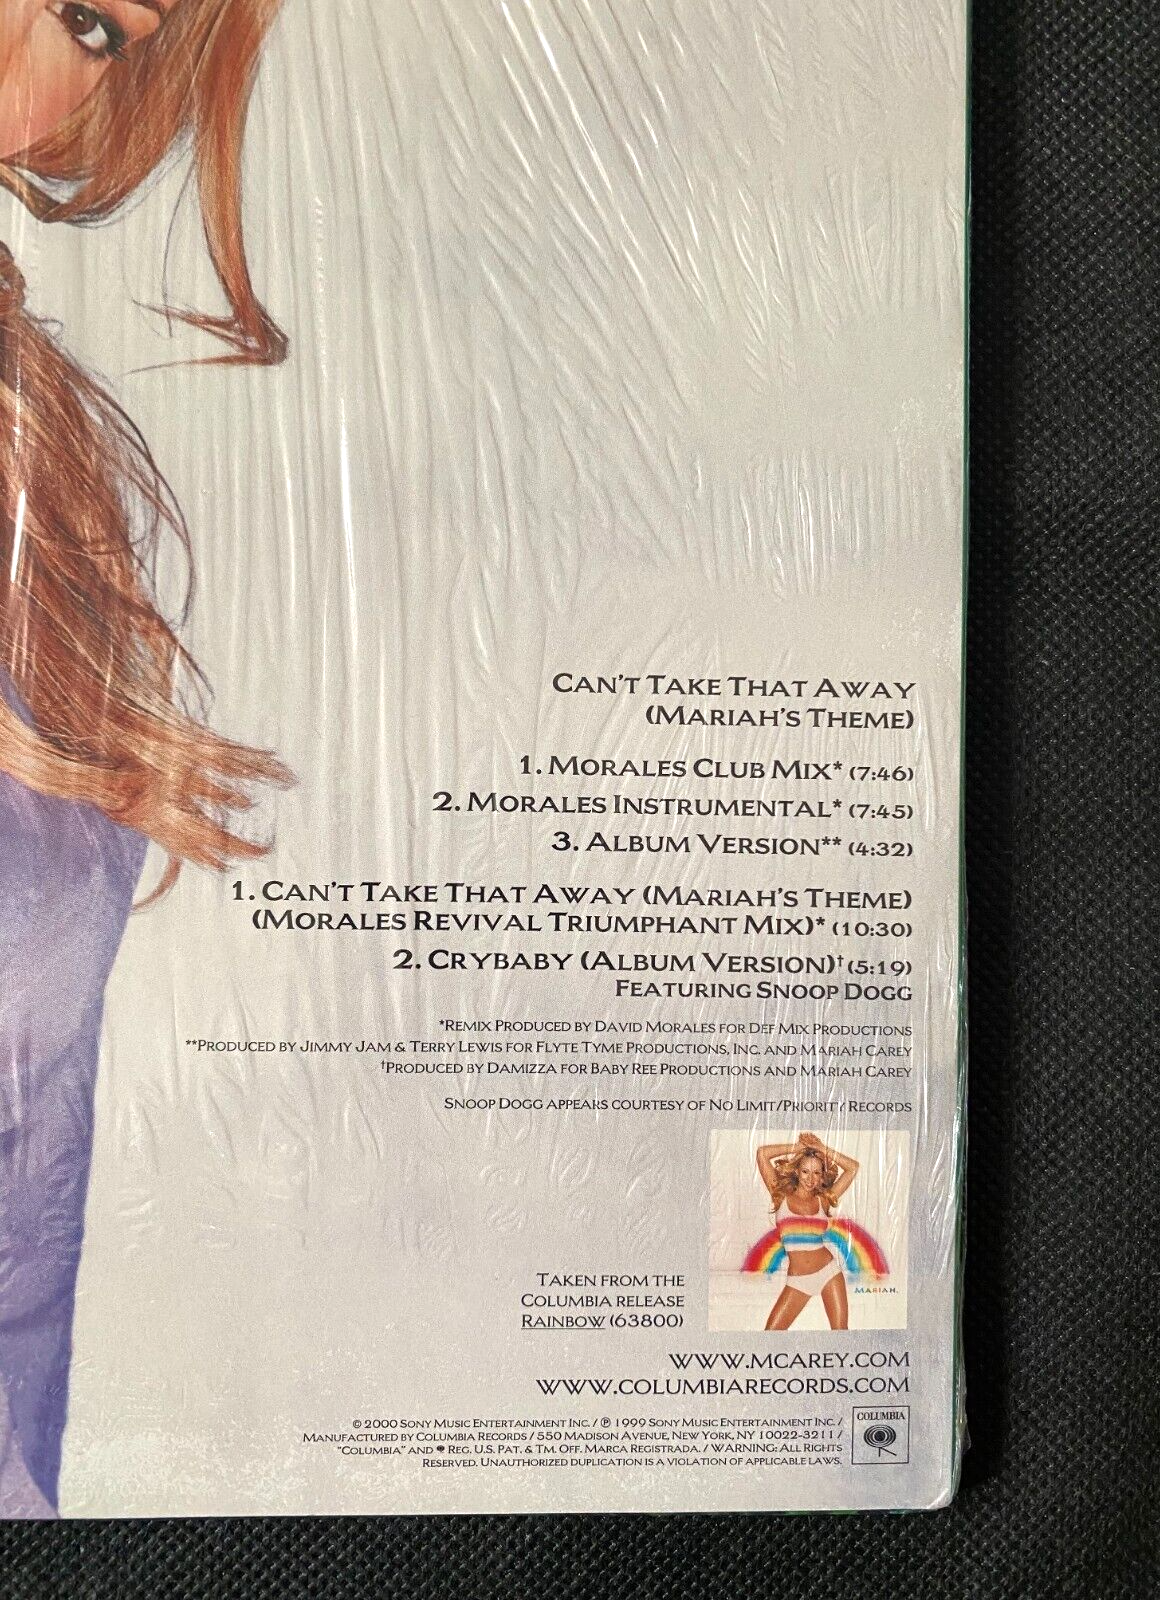 CAN'T TAKE THAT AWAY
(MARIAH'S THEME)
1. MORALES CLUB MIX* (7:46)
2. MORALES INSTRUMENTAL* (7:45)
3. ALBUM VERSION** (4:32)
1. CAN'T TAKE THAT AWAY (MARIAH'S THEME)
(MORALES REVIVAL TRIUMPHANT MIX)* (10:30)
2. CRYBABY (ALBUM VERSION)† (5:19)
FEATURING SNOOP DOGG
*REMIX PRODUCED BY DAVID MORALES FOR DEF MIX PRODUCTIONS
**PRODUCED BY JIMMY JAM & TERRY LEWIS FOR FLYTE TYME PRODUCTIONS, INC. AND MARIAH CAREY
†PRODUCED BY DAMIZZA FOR BABY REE PRODUCTIONS AND MARIAH CAREY
SNOOP DOGG APPEARS COURTESY OF NO LIMIT/PRIORITY RECORDS
MARIAH.
TAKEN FROM THE
COLUMBIA RELEASE
RAINBOW (63800)
WWW.MCAREY.COM
WWW.COLUMBIARECORDS.COM
© 2000 SONY MUSIC ENTERTAINMENT INC. / ℗ 1999 SONY MUSIC ENTERTAINMENT INC. /
MANUFACTURED BY COLUMBIA RECORDS / 550 MADISON AVENUE, NEW YORK, NY 10022-3211 /
"COLUMBIA" AND REG. U.S. PAT. & TM. OFF. MARCA REGISTRADA. / WARNING: ALL RIGHTS
RESERVED. UNAUTHORIZED DUPLICATION IS A VIOLATION OF APPLICABLE LAWS.
COLUMBIA